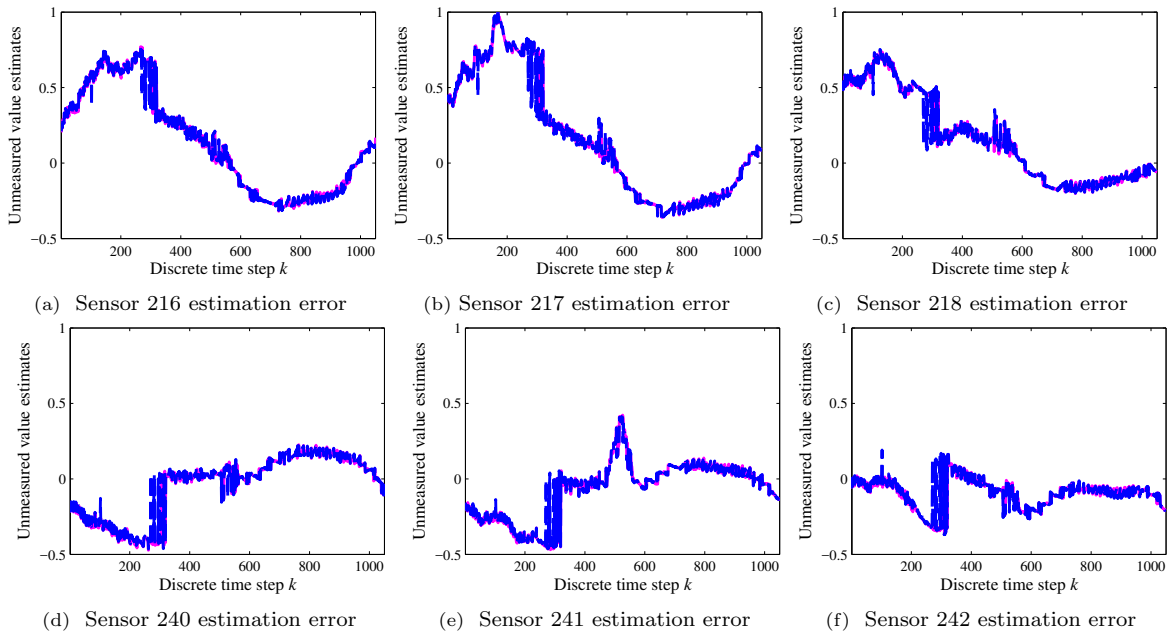 1
0.5
0
−0.5
Unmeasured value estimates
200 400 600 800 1000
Discrete time step k
(a) Sensor 216 estimation error
1
0.5
0
−0.5
Unmeasured value estimates
200 400 600 800 1000
Discrete time step k
(b) Sensor 217 estimation error
1
0.5
0
−0.5
Unmeasured value estimates
200 400 600 800 1000
Discrete time step k
(c) Sensor 218 estimation error
1
0.5
0
−0.5
Unmeasured value estimates
200 400 600 800 1000
Discrete time step k
(d) Sensor 240 estimation error
1
0.5
0
−0.5
Unmeasured value estimates
200 400 600 800 1000
Discrete time step k
(e) Sensor 241 estimation error
1
0.5
0
−0.5
Unmeasured value estimates
200 400 600 800 1000
Discrete time step k
(f) Sensor 242 estimation error